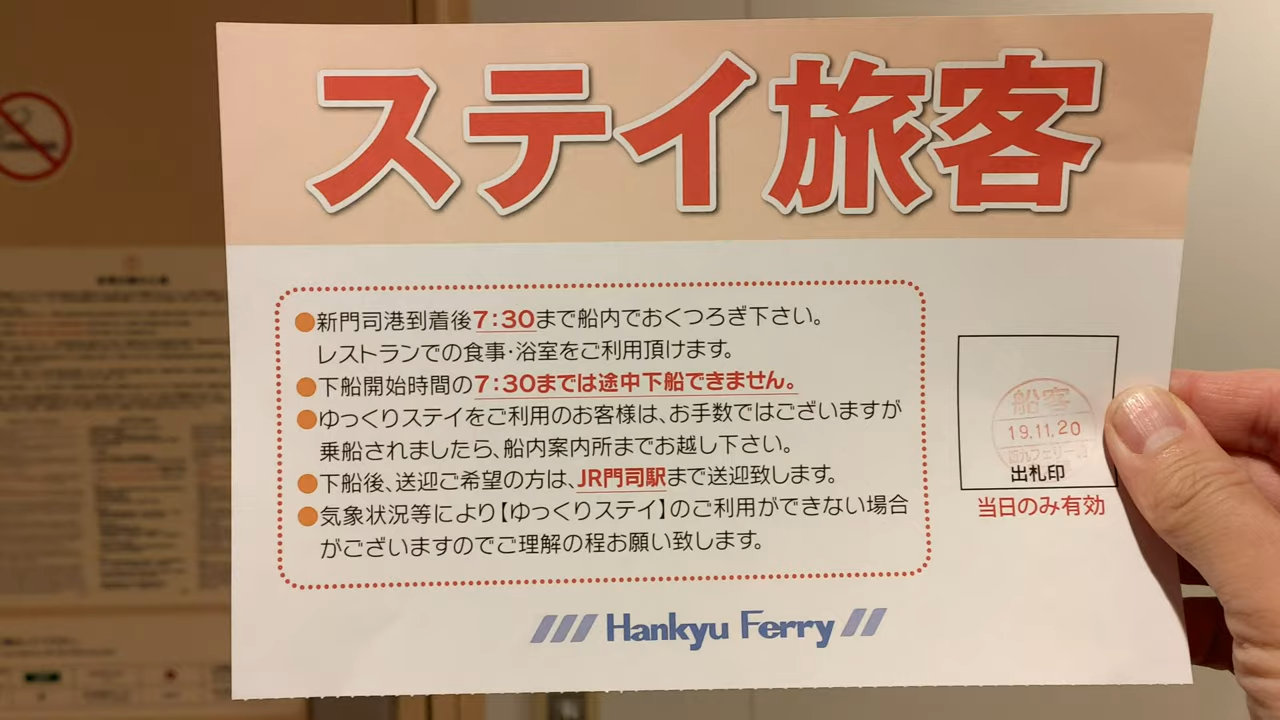 ステイ旅客
●新門司港到着後7:30まで船内でおくつろぎ下さい。
レストランでの食事・浴室をご利用頂けます。
●下船開始時間の7:30までは途中下船できません。
●ゆっくりステイをご利用のお客様は、お手数ではございますが
乗船されましたら、船内案内所までお越し下さい。
●下船後、送迎ご希望の方は、JR門司駅まで送迎致します。
●気象状況等により【ゆっくりステイ】のご利用ができない場合
がございますのでご理解の程お願い致します。
船客
19.11.20
出札印
当日のみ有効
Hankyu Ferry